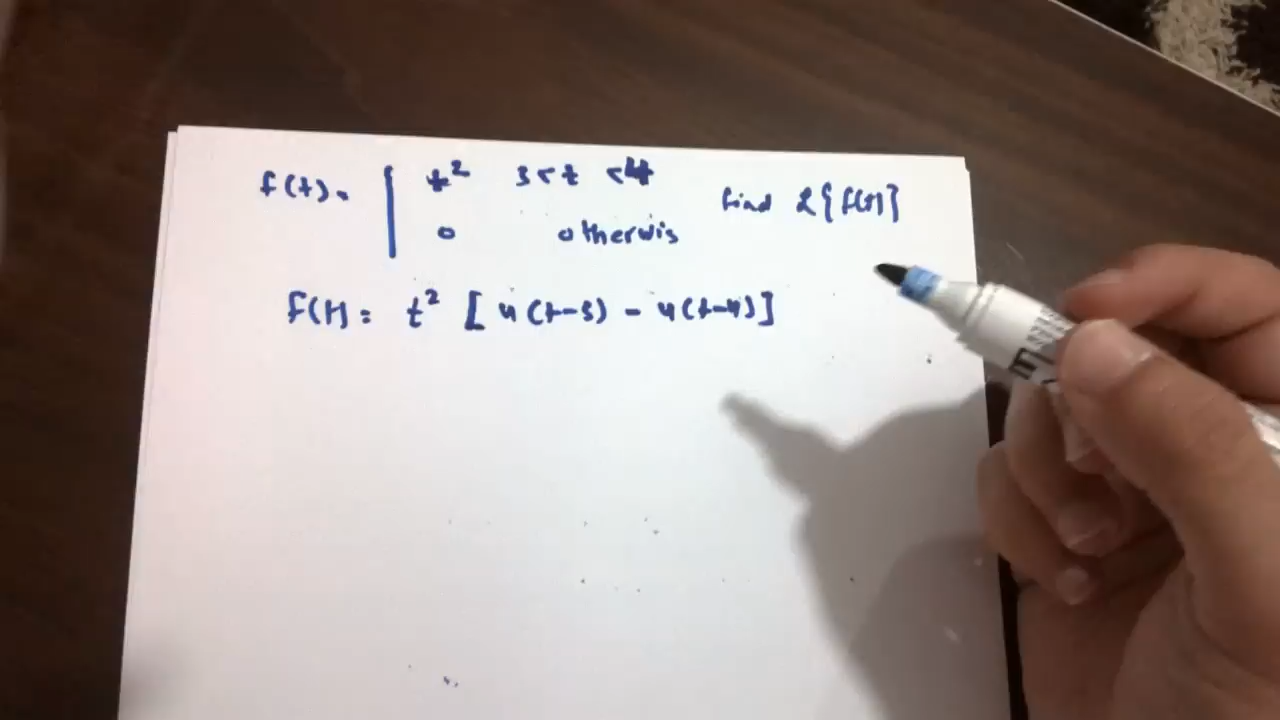 f(t) = { t² 3 < t < 4 find ℒ{f(t)}
0 otherwis
f(t) = t² [u(t-3) - u(t-4)]